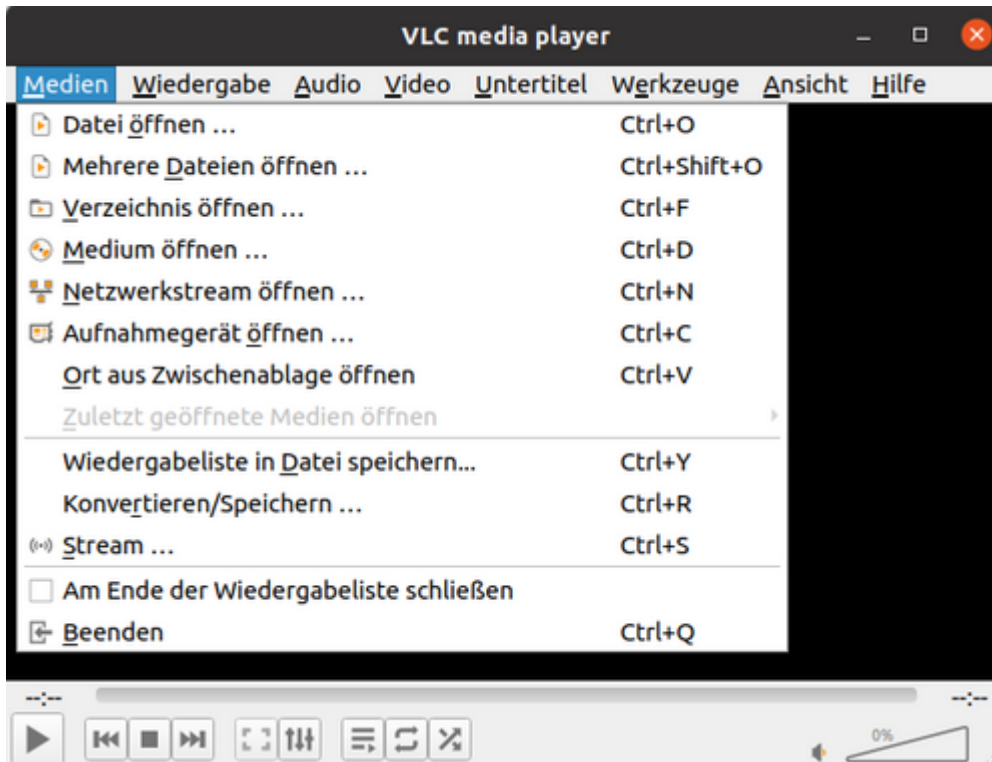 VLC media player
Medien Wiedergabe Audio Video Untertitel Werkzeuge Ansicht Hilfe
Datei öffnen ... Ctrl+O
Mehrere Dateien öffnen ... Ctrl+Shift+O
Verzeichnis öffnen ... Ctrl+F
Medium öffnen ... Ctrl+D
Netzwerkstream öffnen ... Ctrl+N
Aufnahmegerät öffnen ... Ctrl+C
Ort aus Zwischenablage öffnen Ctrl+V
Zuletzt geöffnete Medien öffnen
Wiedergabeliste in Datei speichern... Ctrl+Y
Konvertieren/Speichern ... Ctrl+R
Stream ... Ctrl+S
Am Ende der Wiedergabeliste schließen
Beenden Ctrl+Q
--:-- --:--
0%